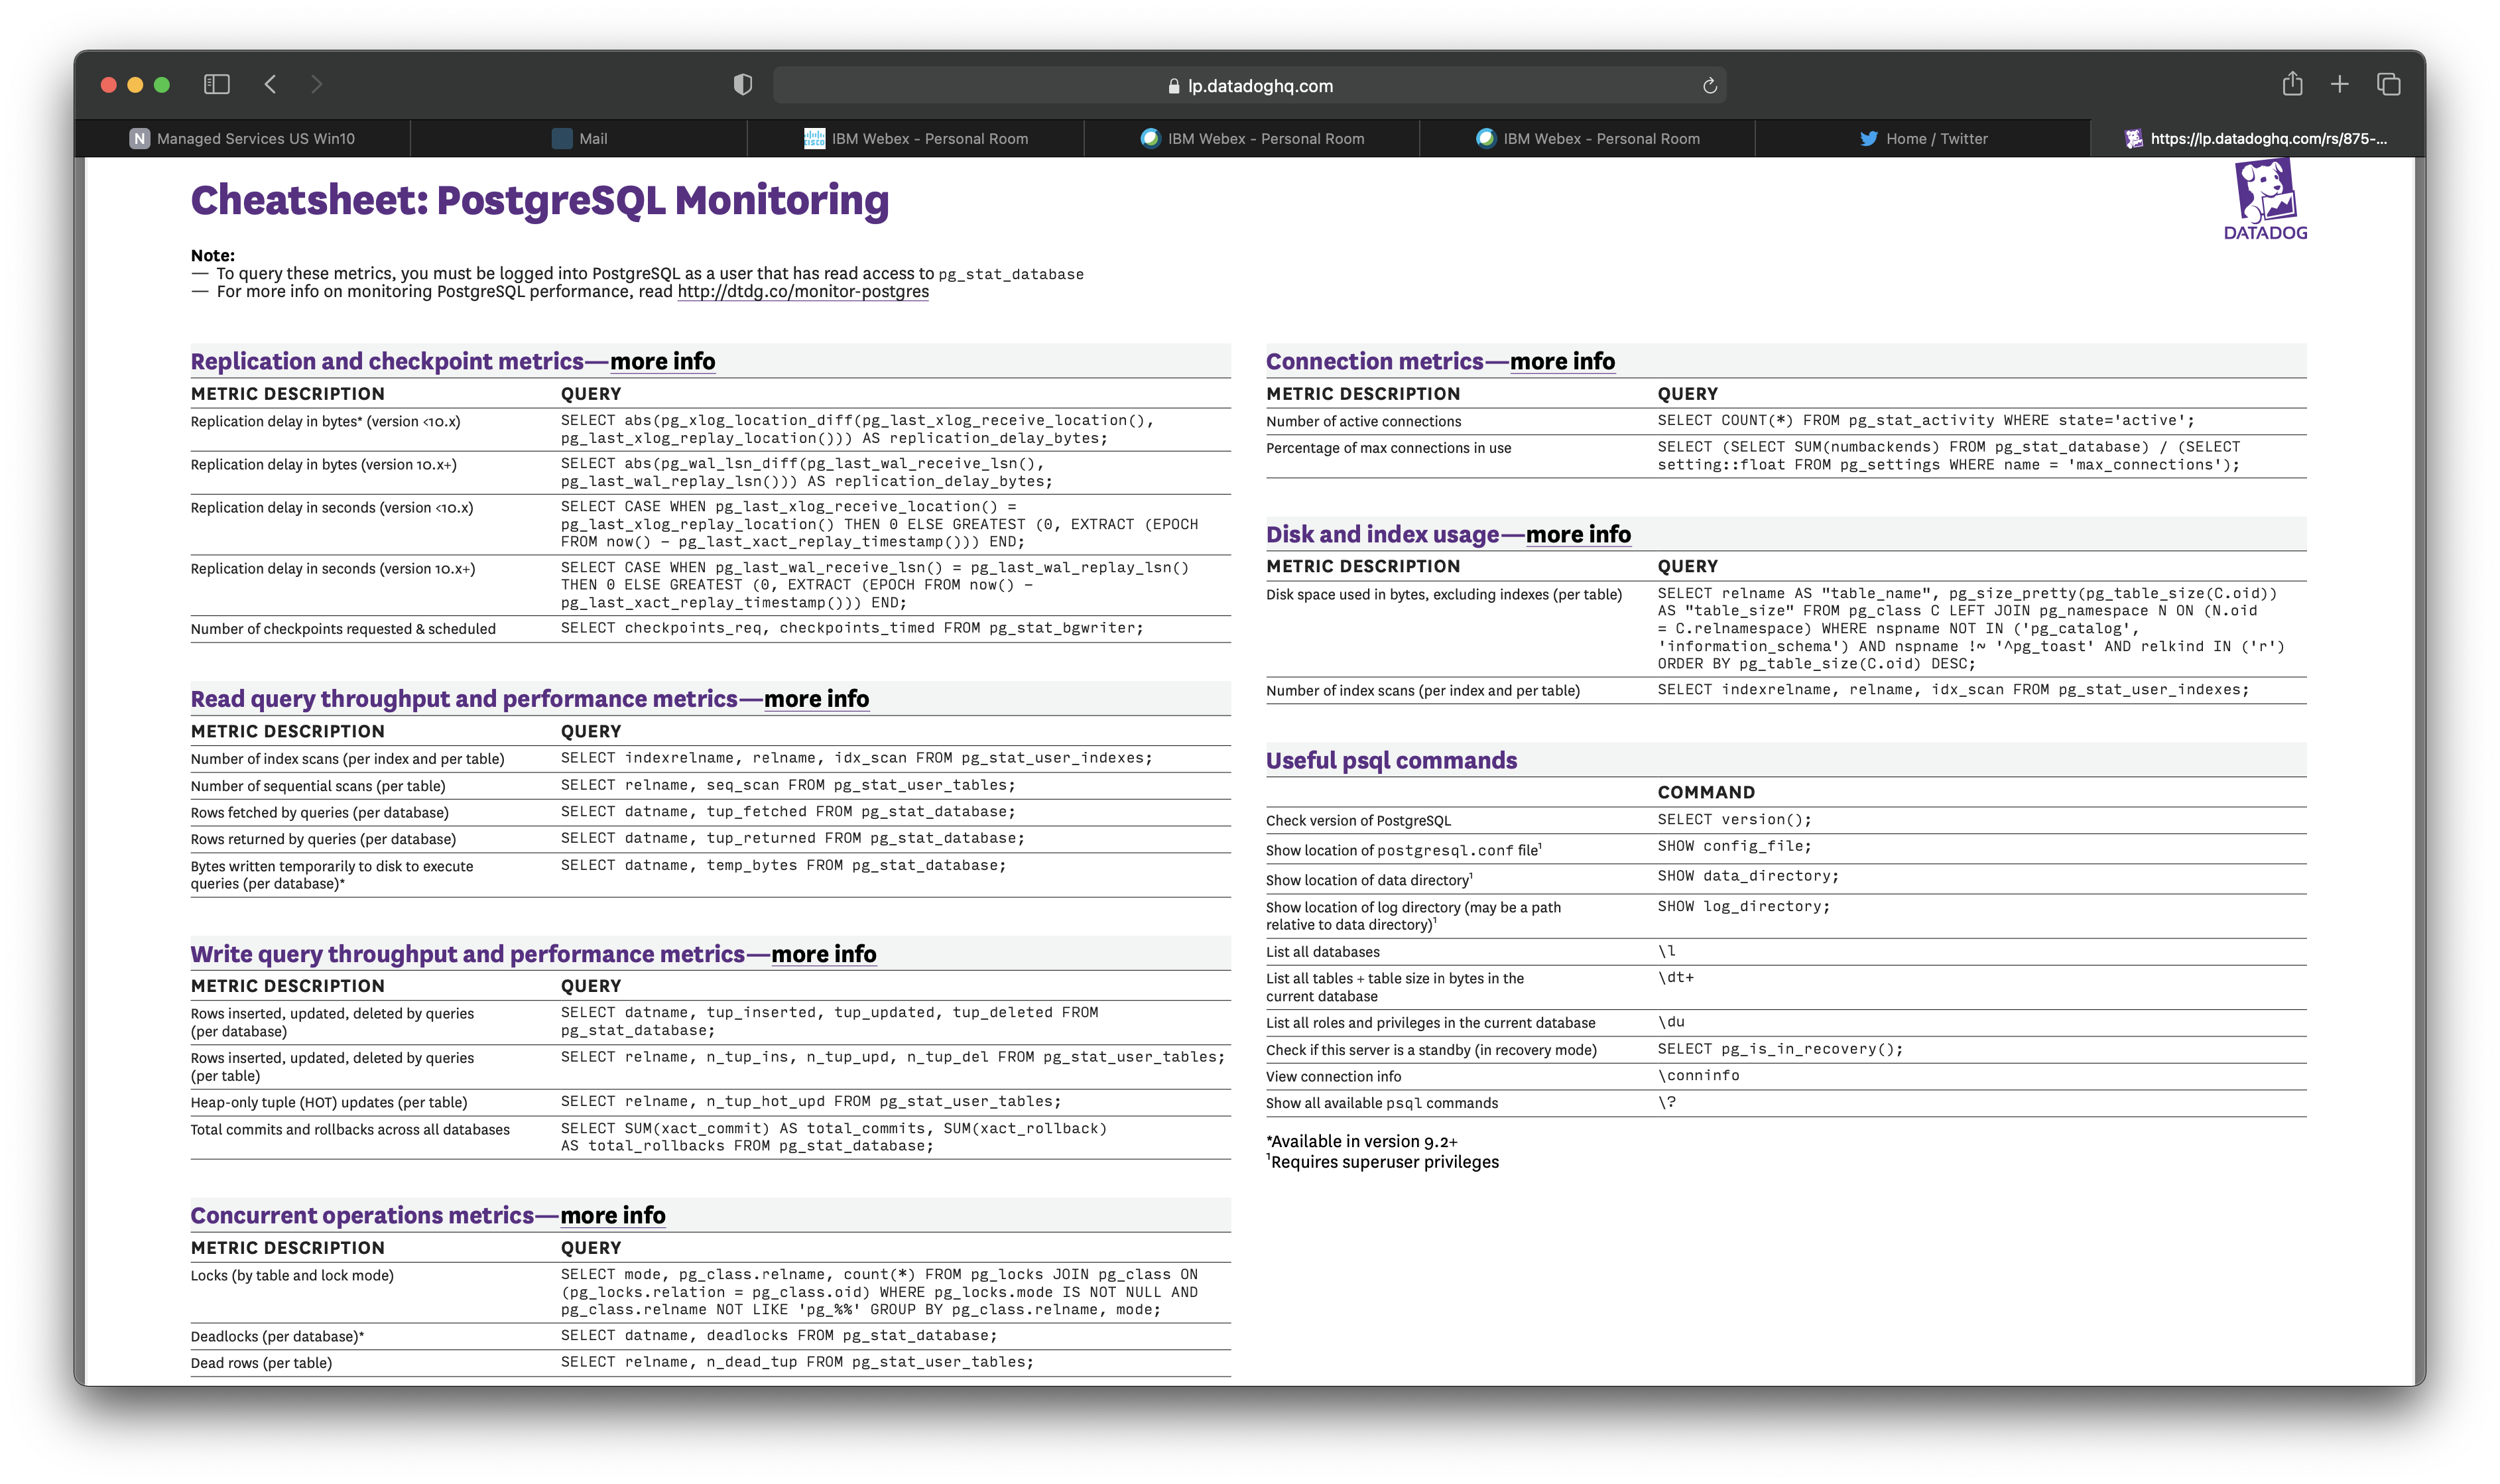 lp.datadoghq.com
N Managed Services US Win10
Mail
CISCO IBM Webex - Personal Room
IBM Webex - Personal Room
IBM Webex - Personal Room
Home / Twitter
https://lp.datadoghq.com/rs/875-...
Cheatsheet: PostgreSQL Monitoring
DATADOG
Note:
— To query these metrics, you must be logged into PostgreSQL as a user that has read access to pg_stat_database
— For more info on monitoring PostgreSQL performance, read http://dtdg.co/monitor-postgres
Replication and checkpoint metrics—more info
METRIC DESCRIPTION QUERY
Replication delay in bytes* (version <10.x) SELECT abs(pg_xlog_location_diff(pg_last_xlog_receive_location(),
pg_last_xlog_replay_location())) AS replication_delay_bytes;
Replication delay in bytes (version 10.x+) SELECT abs(pg_wal_lsn_diff(pg_last_wal_receive_lsn(),
pg_last_wal_replay_lsn())) AS replication_delay_bytes;
Replication delay in seconds (version <10.x) SELECT CASE WHEN pg_last_xlog_receive_location() =
pg_last_xlog_replay_location() THEN 0 ELSE GREATEST (0, EXTRACT (EPOCH
FROM now() - pg_last_xact_replay_timestamp())) END;
Replication delay in seconds (version 10.x+) SELECT CASE WHEN pg_last_wal_receive_lsn() = pg_last_wal_replay_lsn()
THEN 0 ELSE GREATEST (0, EXTRACT (EPOCH FROM now() -
pg_last_xact_replay_timestamp())) END;
Number of checkpoints requested & scheduled SELECT checkpoints_req, checkpoints_timed FROM pg_stat_bgwriter;
Read query throughput and performance metrics—more info
METRIC DESCRIPTION QUERY
Number of index scans (per index and per table) SELECT indexrelname, relname, idx_scan FROM pg_stat_user_indexes;
Number of sequential scans (per table) SELECT relname, seq_scan FROM pg_stat_user_tables;
Rows fetched by queries (per database) SELECT datname, tup_fetched FROM pg_stat_database;
Rows returned by queries (per database) SELECT datname, tup_returned FROM pg_stat_database;
Bytes written temporarily to disk to execute SELECT datname, temp_bytes FROM pg_stat_database;
queries (per database)*
Write query throughput and performance metrics—more info
METRIC DESCRIPTION QUERY
Rows inserted, updated, deleted by queries SELECT datname, tup_inserted, tup_updated, tup_deleted FROM
(per database) pg_stat_database;
Rows inserted, updated, deleted by queries SELECT relname, n_tup_ins, n_tup_upd, n_tup_del FROM pg_stat_user_tables;
(per table)
Heap-only tuple (HOT) updates (per table) SELECT relname, n_tup_hot_upd FROM pg_stat_user_tables;
Total commits and rollbacks across all databases SELECT SUM(xact_commit) AS total_commits, SUM(xact_rollback)
AS total_rollbacks FROM pg_stat_database;
Concurrent operations metrics—more info
METRIC DESCRIPTION QUERY
Locks (by table and lock mode) SELECT mode, pg_class.relname, count(*) FROM pg_locks JOIN pg_class ON
(pg_locks.relation = pg_class.oid) WHERE pg_locks.mode IS NOT NULL AND
pg_class.relname NOT LIKE 'pg_%%' GROUP BY pg_class.relname, mode;
Deadlocks (per database)* SELECT datname, deadlocks FROM pg_stat_database;
Dead rows (per table) SELECT relname, n_dead_tup FROM pg_stat_user_tables;
Connection metrics—more info
METRIC DESCRIPTION QUERY
Number of active connections SELECT COUNT(*) FROM pg_stat_activity WHERE state='active';
Percentage of max connections in use SELECT (SELECT SUM(numbackends) FROM pg_stat_database) / (SELECT
setting::float FROM pg_settings WHERE name = 'max_connections');
Disk and index usage—more info
METRIC DESCRIPTION QUERY
Disk space used in bytes, excluding indexes (per table) SELECT relname AS "table_name", pg_size_pretty(pg_table_size(C.oid))
AS "table_size" FROM pg_class C LEFT JOIN pg_namespace N ON (N.oid
= C.relnamespace) WHERE nspname NOT IN ('pg_catalog',
'information_schema') AND nspname !~ '^pg_toast' AND relkind IN ('r')
ORDER BY pg_table_size(C.oid) DESC;
Number of index scans (per index and per table) SELECT indexrelname, relname, idx_scan FROM pg_stat_user_indexes;
Useful psql commands
COMMAND
Check version of PostgreSQL SELECT version();
Show location of postgresql.conf file¹ SHOW config_file;
Show location of data directory¹ SHOW data_directory;
Show location of log directory (may be a path SHOW log_directory;
relative to data directory)¹
List all databases \l
List all tables + table size in bytes in the \dt+
current database
List all roles and privileges in the current database \du
Check if this server is a standby (in recovery mode) SELECT pg_is_in_recovery();
View connection info \conninfo
Show all available psql commands \?
*Available in version 9.2+
¹Requires superuser privileges